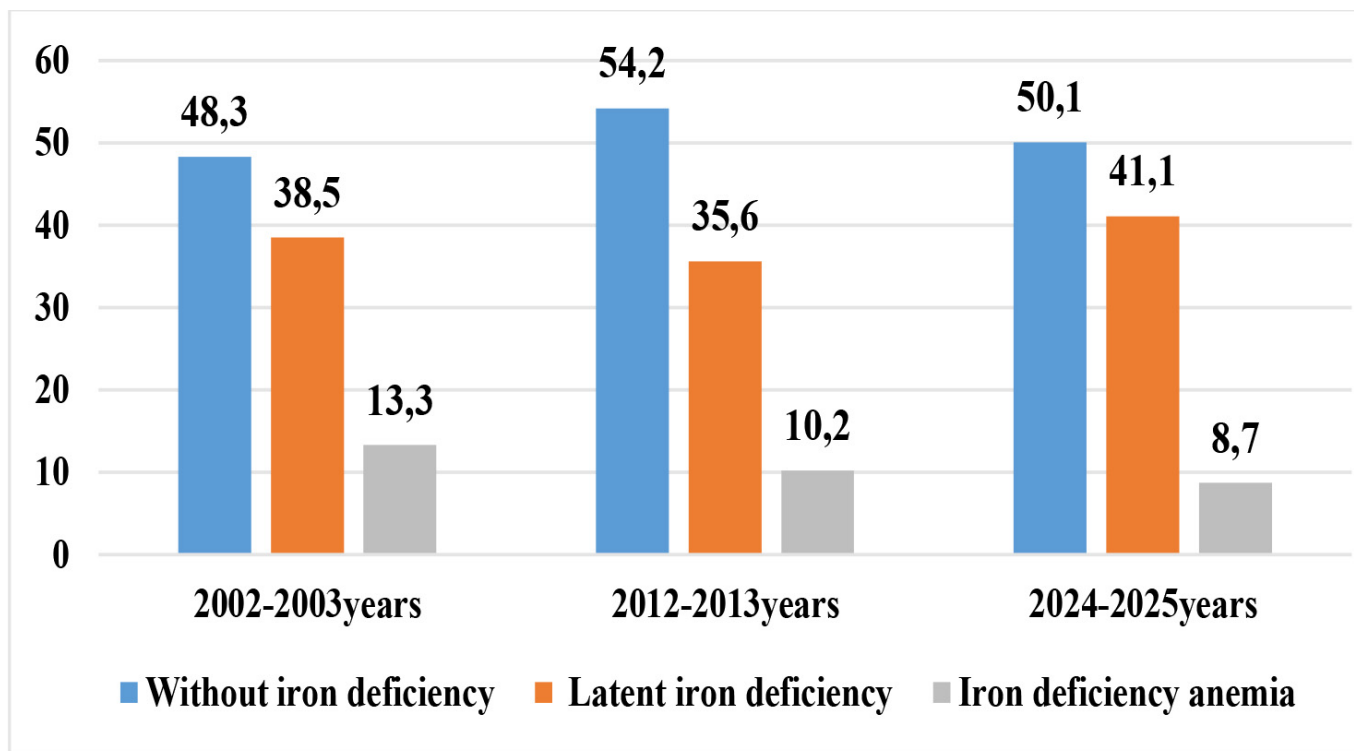 60
50
40
30
20
10
0
48,3
38,5
13,3
54,2
35,6
10,2
50,1
41,1
8,7
2002-2003years
2012-2013years
2024-2025years
Without iron deficiency
Latent iron deficiency
Iron deficiency anemia